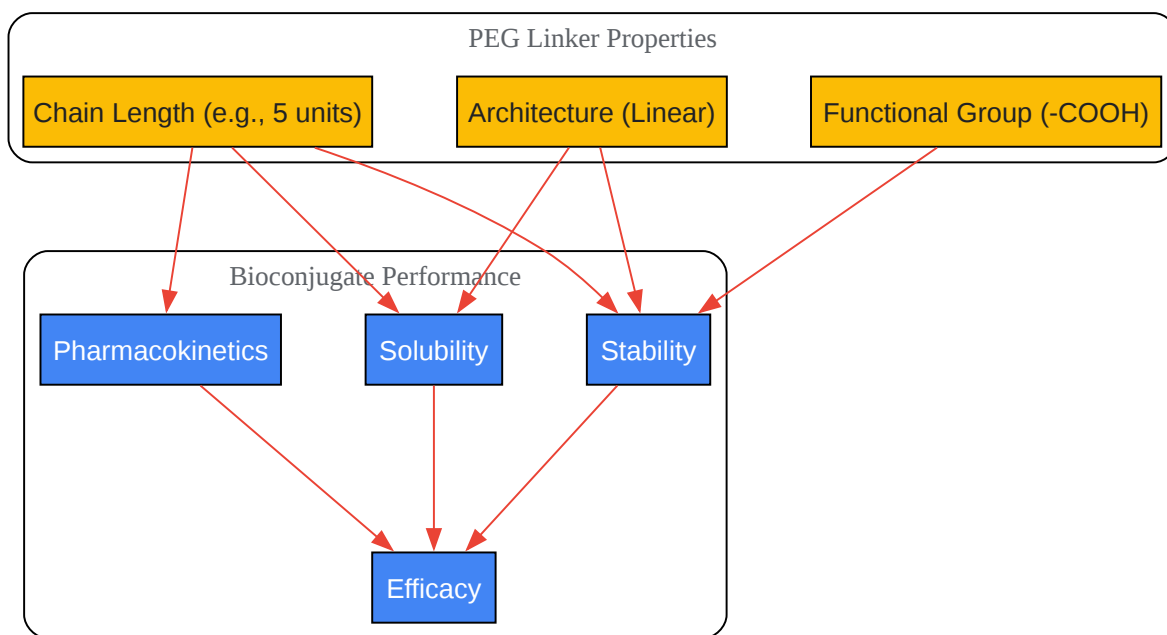 PEG Linker Properties
Chain Length (e.g., 5 units)
Architecture (Linear)
Functional Group (-COOH)
Bioconjugate Performance
Pharmacokinetics
Solubility
Stability
Efficacy